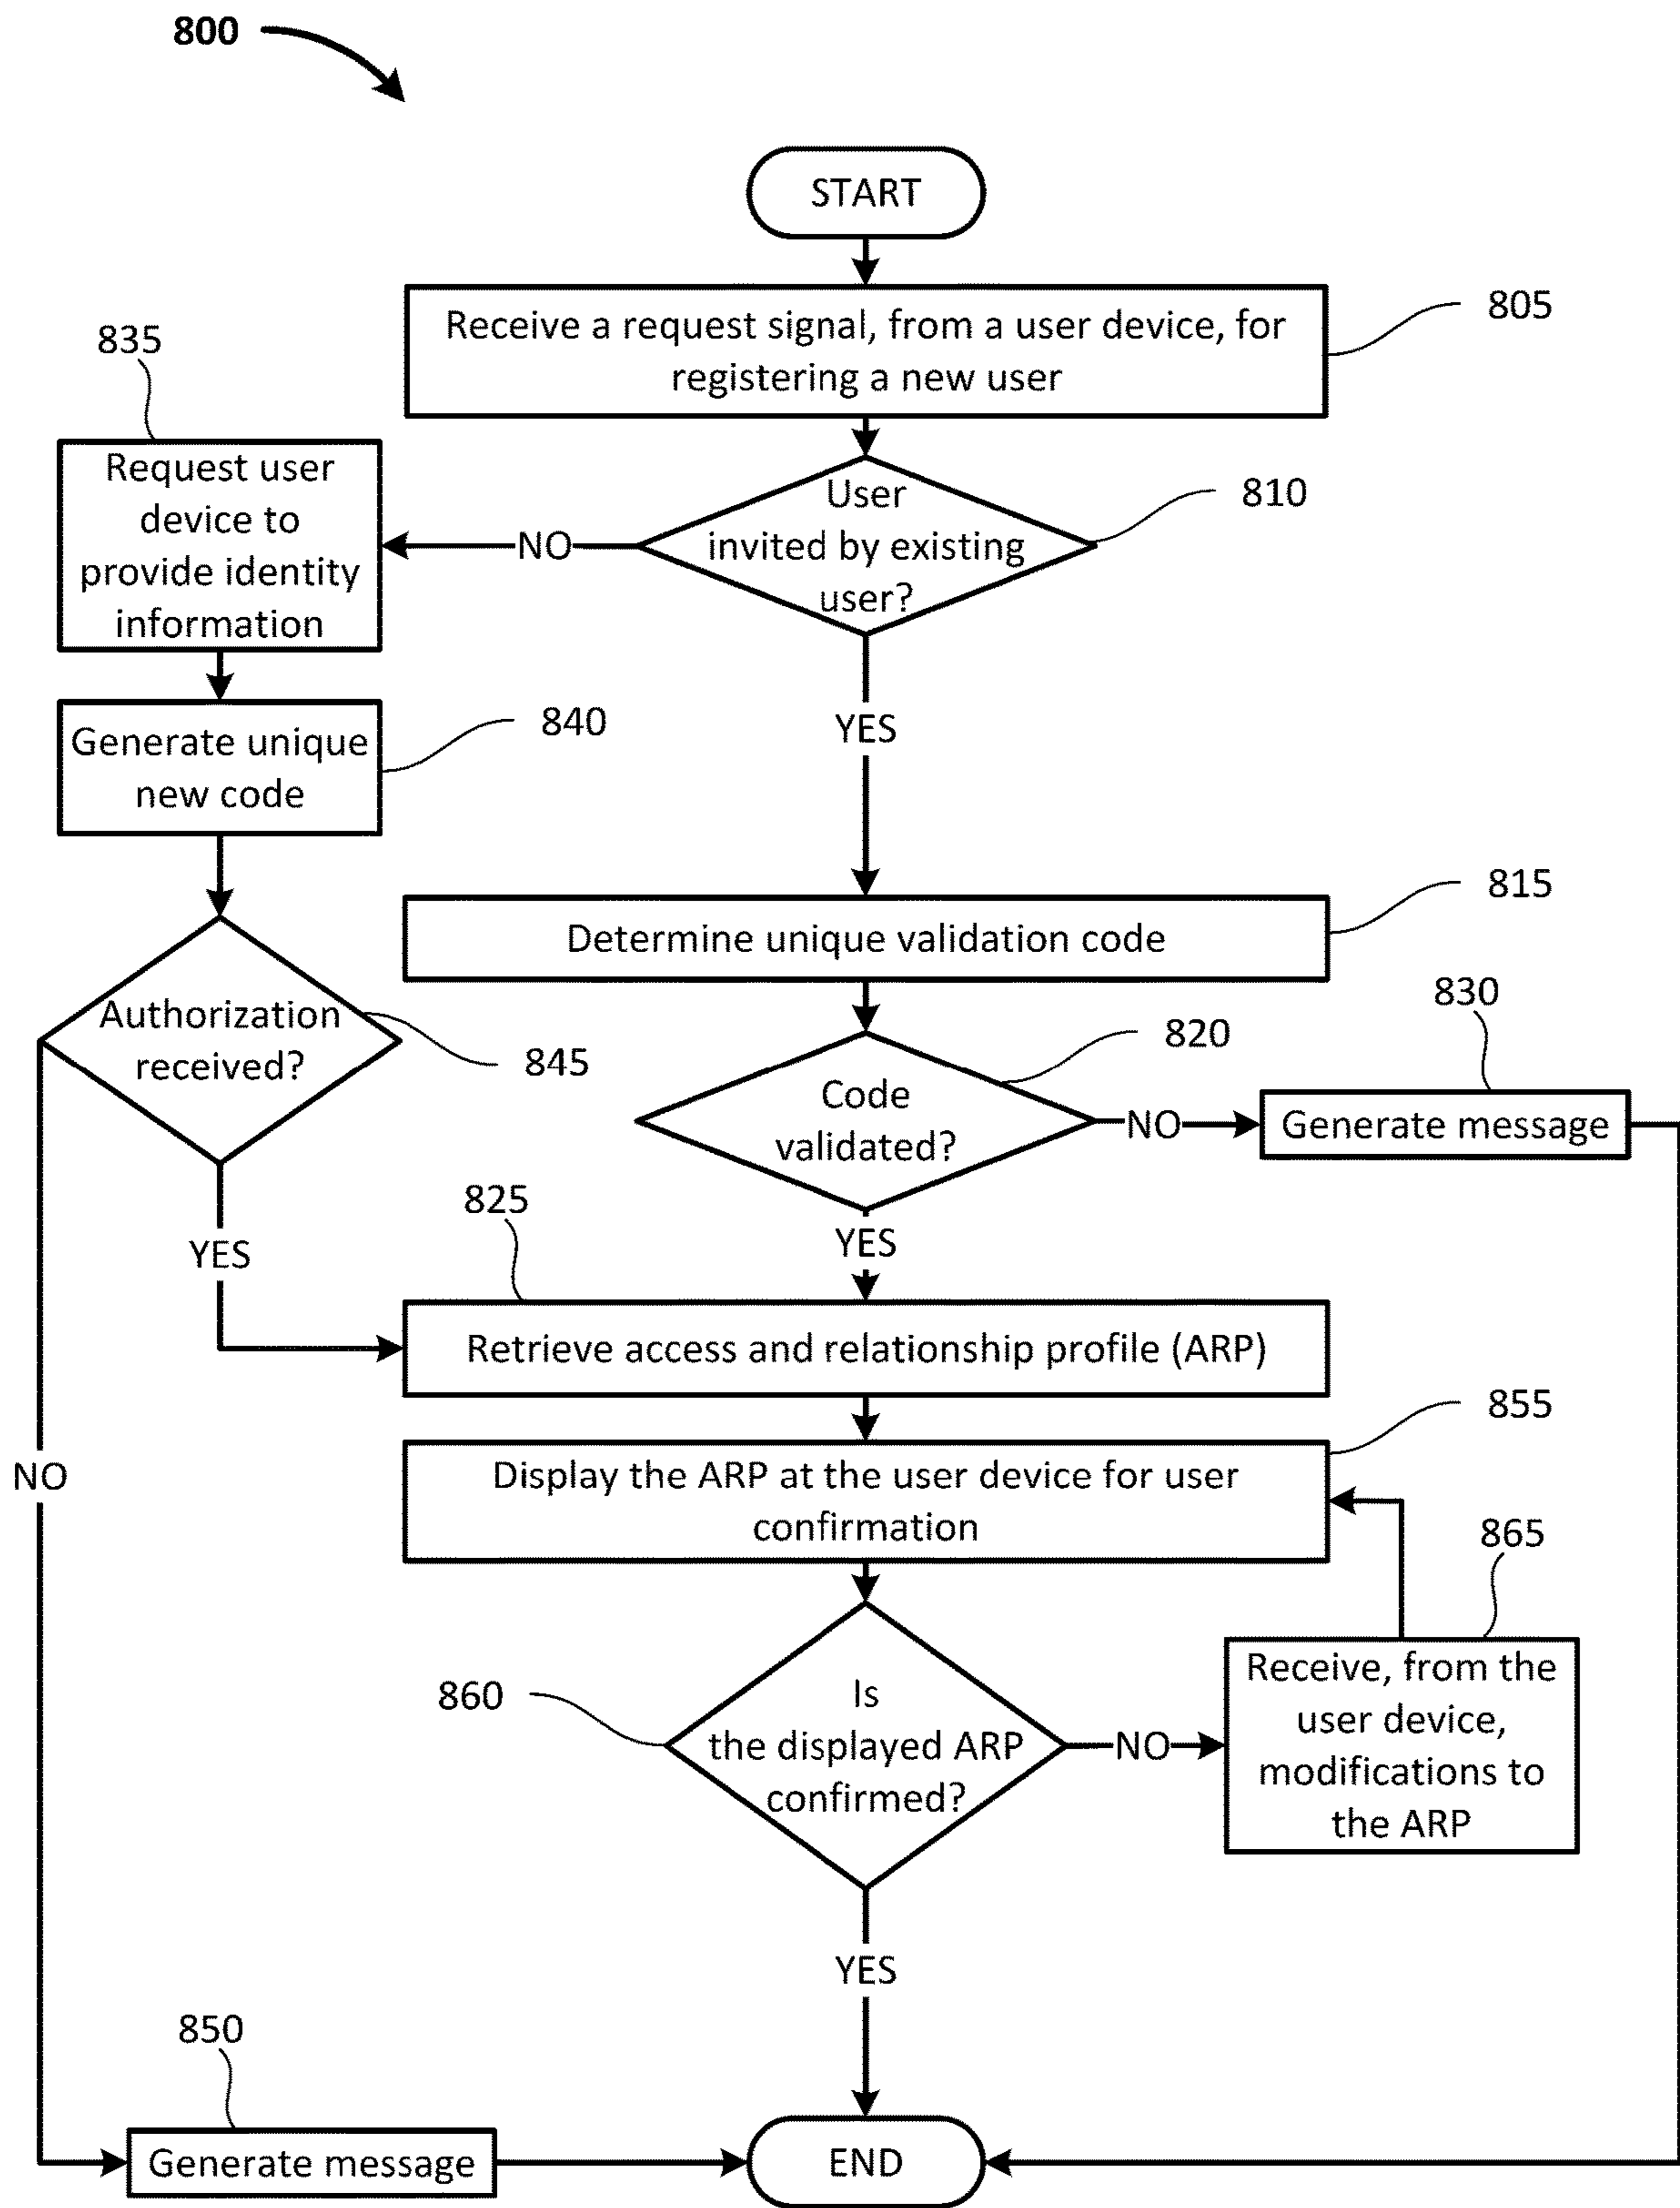 800
START
Receive a request signal, from a user device, for
registering a new user
805
835
Request user
device to
provide identity
information
NO
User
invited by existing
user?
810
Generate unique
new code
840
YES
Determine unique validation code
815
Authorization
received?
845
Code
validated?
820
NO
830
Generate message
YES
825
YES
Retrieve access and relationship profile (ARP)
855
Display the ARP at the user device for user
confirmation
NO
865
860
Is
the displayed ARP
confirmed?
NO
Receive, from the
user device,
modifications to
the ARP
YES
850
Generate message
END